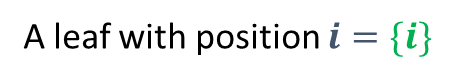 A leaf with position i = {i}